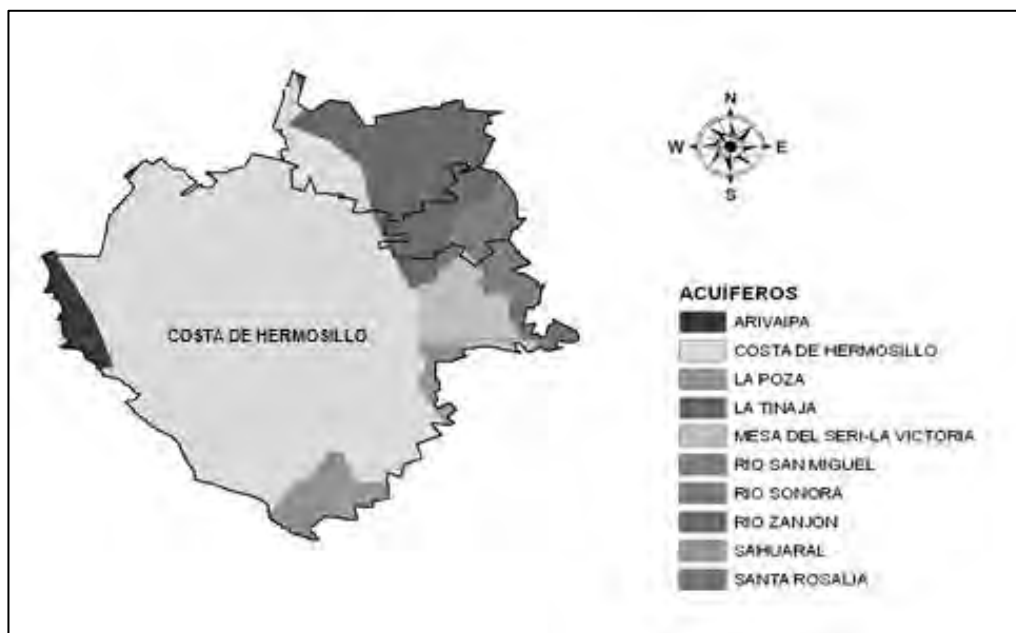 N
W E
S
COSTA DE HERMOSILLO
ACUÍFEROS
ARIVAIPA
COSTA DE HERMOSILLO
LA POZA
LA TINAJA
MESA DEL SERI-LA VICTORIA
RIO SAN MIGUEL
RIO SONORA
RIO ZANJON
SAHUARAL
SANTA ROSALIA